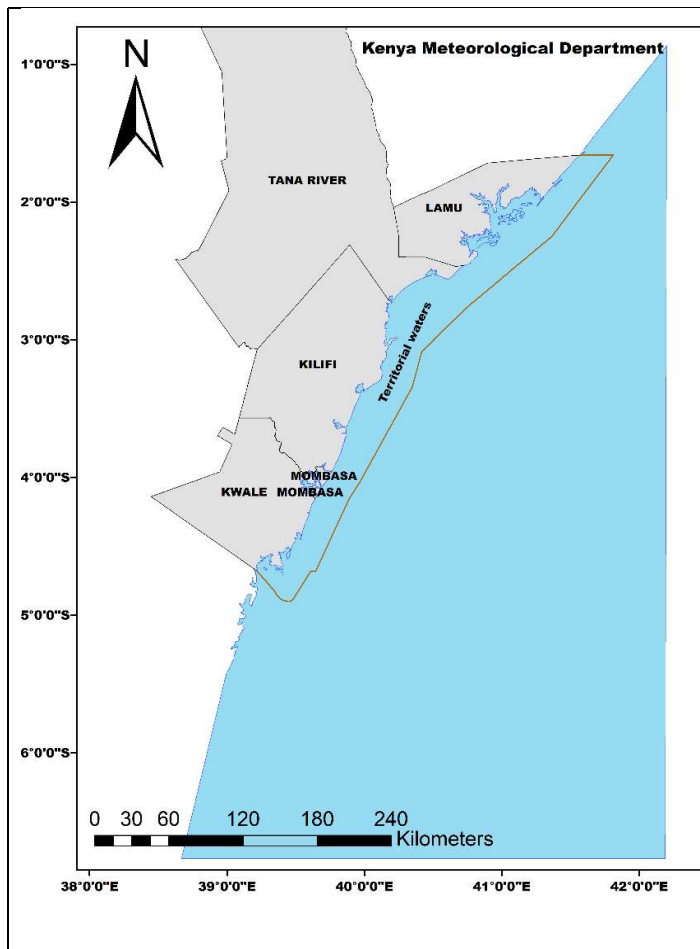 Kenya Meteorological Department
N
1°0'0"S
2°0'0"S
3°0'0"S
4°0'0"S
5°0'0"S
6°0'0"S
TANA RIVER
LAMU
Territorial waters
KILIFI
MOMBASA
KWALE MOMBASA
0 30 60 120 180 240
Kilometers
38°0'0"E 39°0'0"E 40°0'0"E 41°0'0"E 42°0'0"E